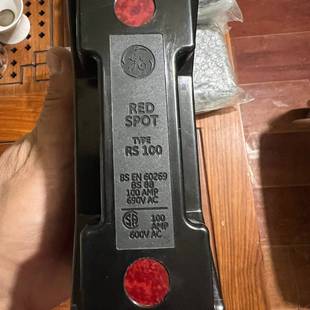 RED
SPOT
TYPE
RS 100
BS EN 60269
BS 88
100 AMP
690V AC
100
AMP
600V AC